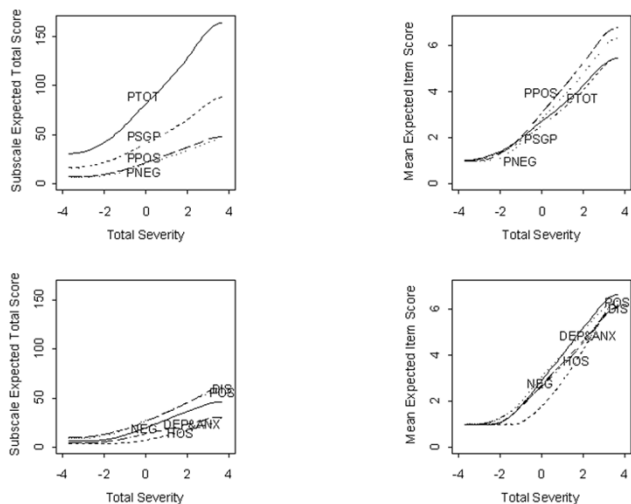 Subscale Expected Total Score
150
100
50
0
PTOT
PSGP
PPOS
PNEG
-4 -2 0 2 4
Total Severity
Mean Expected Item Score
6
4
2
0
PPOS
PTOT
PSGP
PNEG
-4 -2 0 2 4
Total Severity
Subscale Expected Total Score
150
100
50
0
DIS
POS
NEG
DEP&ANX
HOS
-4 -2 0 2 4
Total Severity
Mean Expected Item Score
6
4
2
0
POS
DIS
DEP&ANX
HOS
NEG
-4 -2 0 2 4
Total Severity